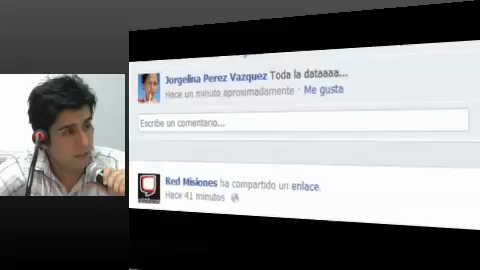 Jorgelina Perez Vazquez Toda la dataaaa...
Hace un minuto aproximadamente · Me gusta
Escribe un comentario...
Red Misiones ha compartido un enlace.
Hace 41 minutos